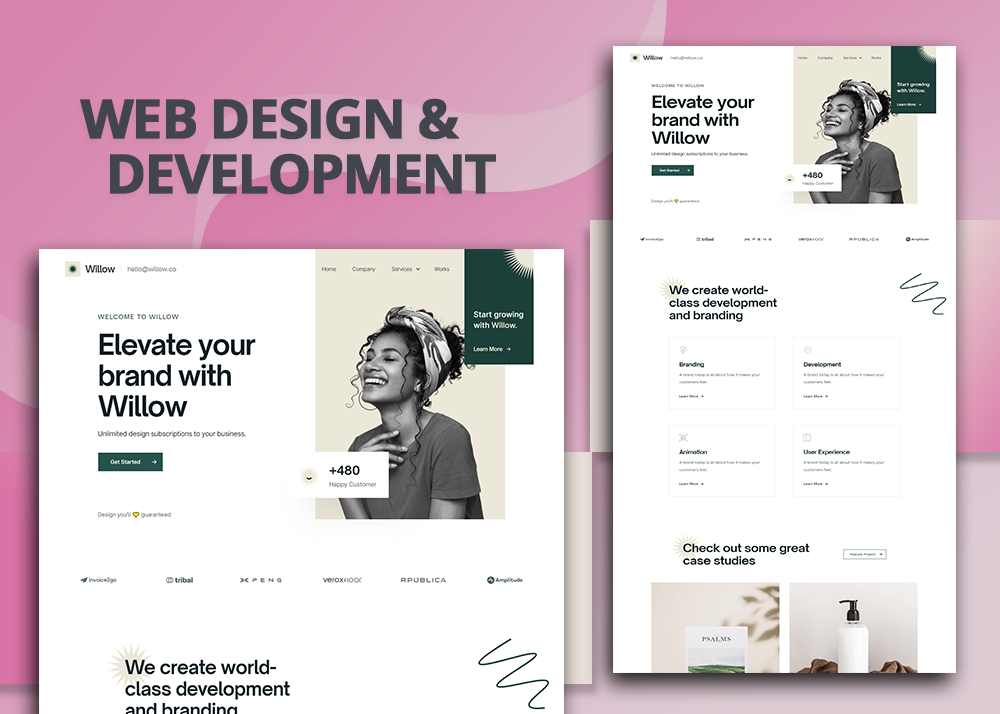 WEB DESIGN &
DEVELOPMENT
Willow
hello@willow.co
Home Company Services Works
WELCOME TO WILLOW
Elevate your
brand with
Willow
Unlimited design subscriptions to your business.
Get Started
Design you'll 💛 guaranteed
Start growing
with Willow.
Learn More
+480
Happy Customer
Invoice2go tribal XPENG RPUBLICA Amplitude
We create world-
class development
and branding
Willow hello@willow.co
Home Company Services Works
WELCOME TO WILLOW
Elevate your
brand with
Willow
Unlimited design subscriptions to your business.
Get Started
Design you'll 💛 guaranteed
Start growing
with Willow.
Learn More
+480
Happy Customer
Invoice2go tribal XPENG RPUBLICA Amplitude
We create world-
class development
and branding
Branding
A brand today is all about how it makes your
customers feel.
Learn More
Development
A brand today is all about how it makes your
customers feel.
Learn More
Animation
A brand today is all about how it makes your
customers feel.
Learn More
User Experience
A brand today is all about how it makes your
customers feel.
Learn More
Check out some great
case studies
Feature Project
PSALMS